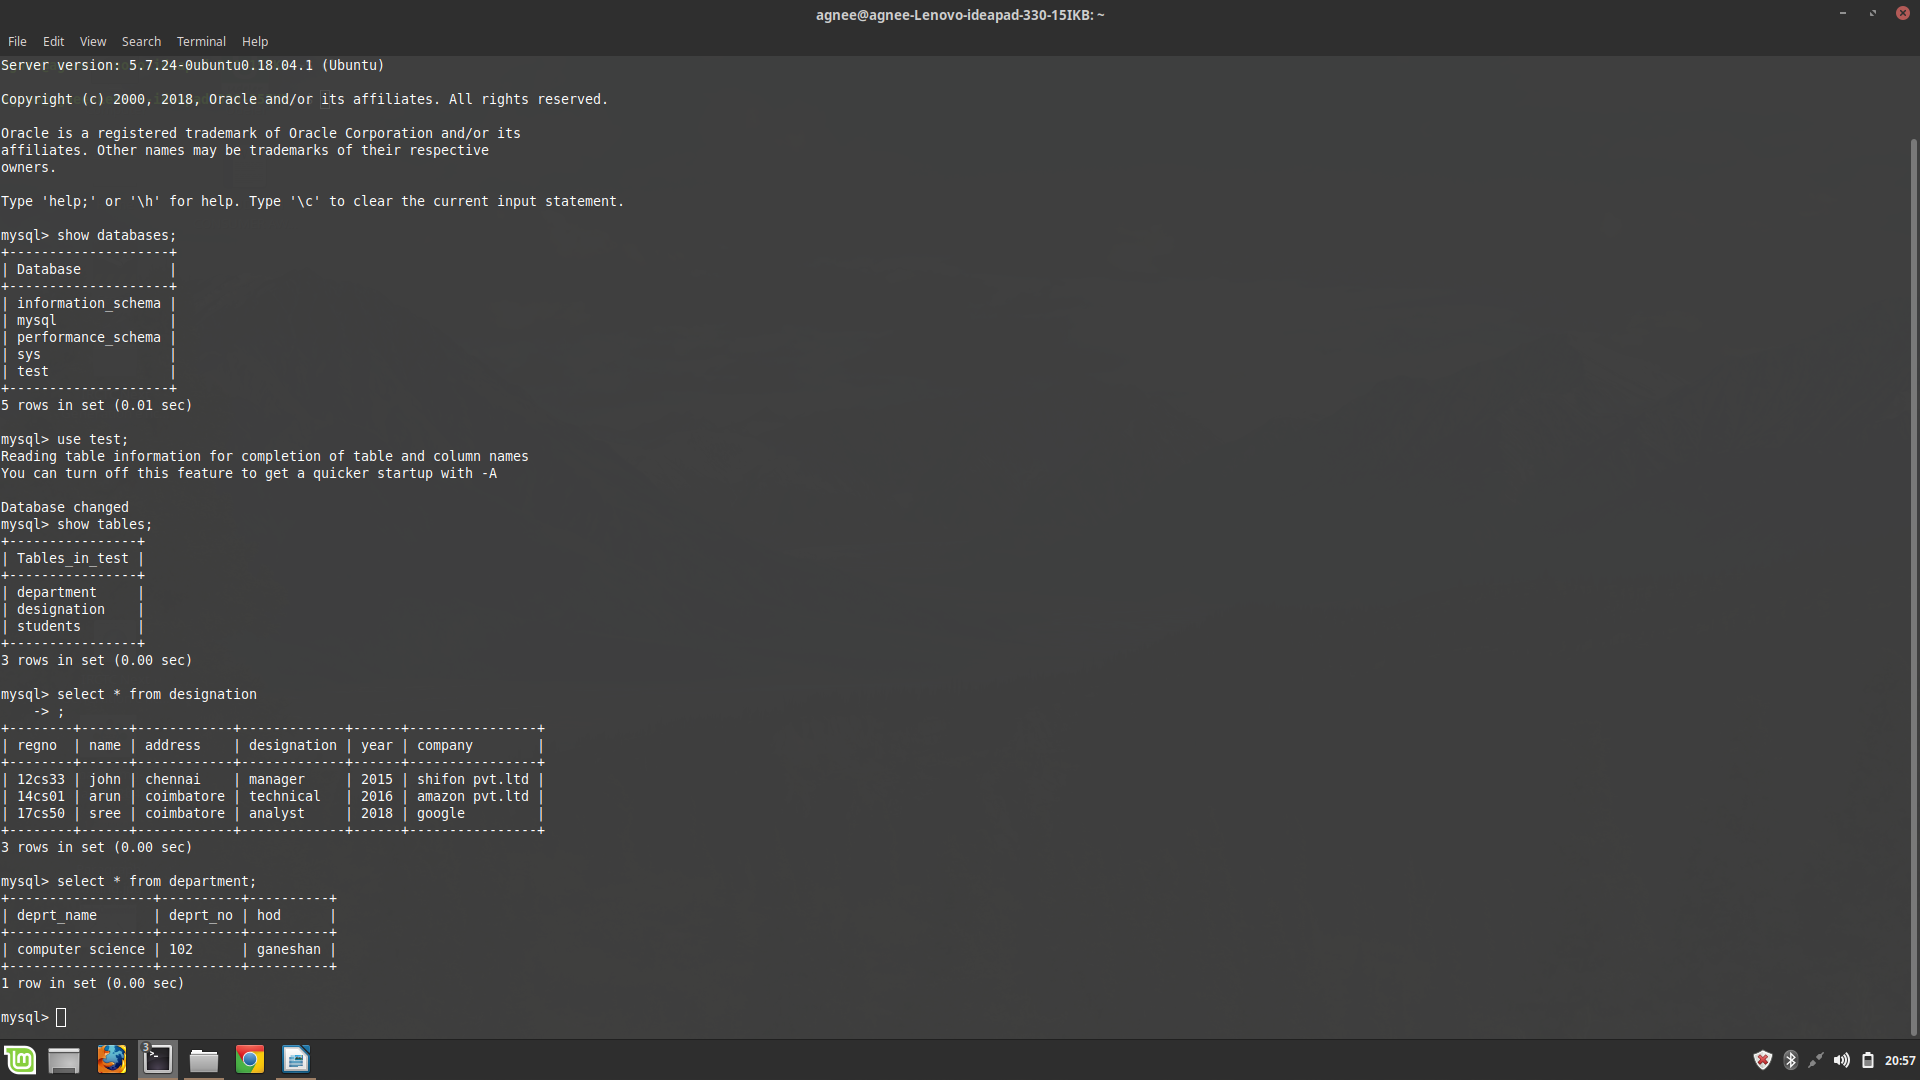 agnee@agnee-Lenovo-ideapad-330-15IKB: ~
File Edit View Search Terminal Help
Server version: 5.7.24-0ubuntu0.18.04.1 (Ubuntu)
Copyright (c) 2000, 2018, Oracle and/or its affiliates. All rights reserved.
Oracle is a registered trademark of Oracle Corporation and/or its
affiliates. Other names may be trademarks of their respective
owners.
Type 'help;' or '\h' for help. Type '\c' to clear the current input statement.
mysql> show databases;
+--------------------+
| Database           |
+--------------------+
| information_schema |
| mysql              |
| performance_schema |
| sys                |
| test               |
+--------------------+
5 rows in set (0.01 sec)
mysql> use test;
Reading table information for completion of table and column names
You can turn off this feature to get a quicker startup with -A
Database changed
mysql> show tables;
+----------------+
| Tables_in_test |
+----------------+
| department     |
| designation    |
| students       |
+----------------+
3 rows in set (0.00 sec)
mysql> select * from designation
    -> ;
+--------+------+------------+-------------+------+----------------+
| regno  | name | address    | designation | year | company        |
+--------+------+------------+-------------+------+----------------+
| 12cs33 | john | chennai    | manager     | 2015 | shifon pvt.ltd |
| 14cs01 | arun | coimbatore | technical   | 2016 | amazon pvt.ltd |
| 17cs50 | sree | coimbatore | analyst     | 2018 | google         |
+--------+------+------------+-------------+------+----------------+
3 rows in set (0.00 sec)
mysql> select * from department;
+------------------+----------+----------+
| deprt_name       | deprt_no | hod      |
+------------------+----------+----------+
| computer science | 102      | ganeshan |
+------------------+----------+----------+
1 row in set (0.00 sec)
mysql>
3
20:57